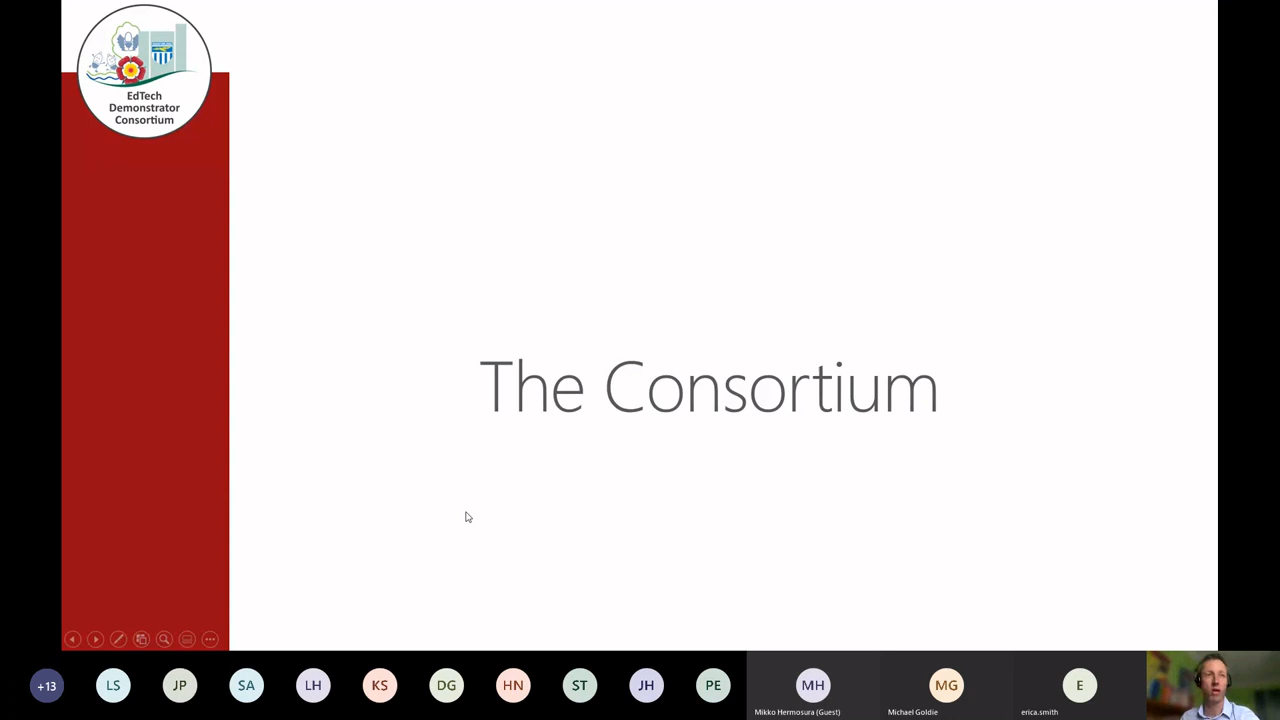 EdTech
Demonstrator
Consortium
The Consortium
+13
LS
JP
SA
LH
KS
DG
HN
ST
JH
PE
MH
MG
E
Mikko Hermosura (Guest)
Michael Goldie
erica.smith